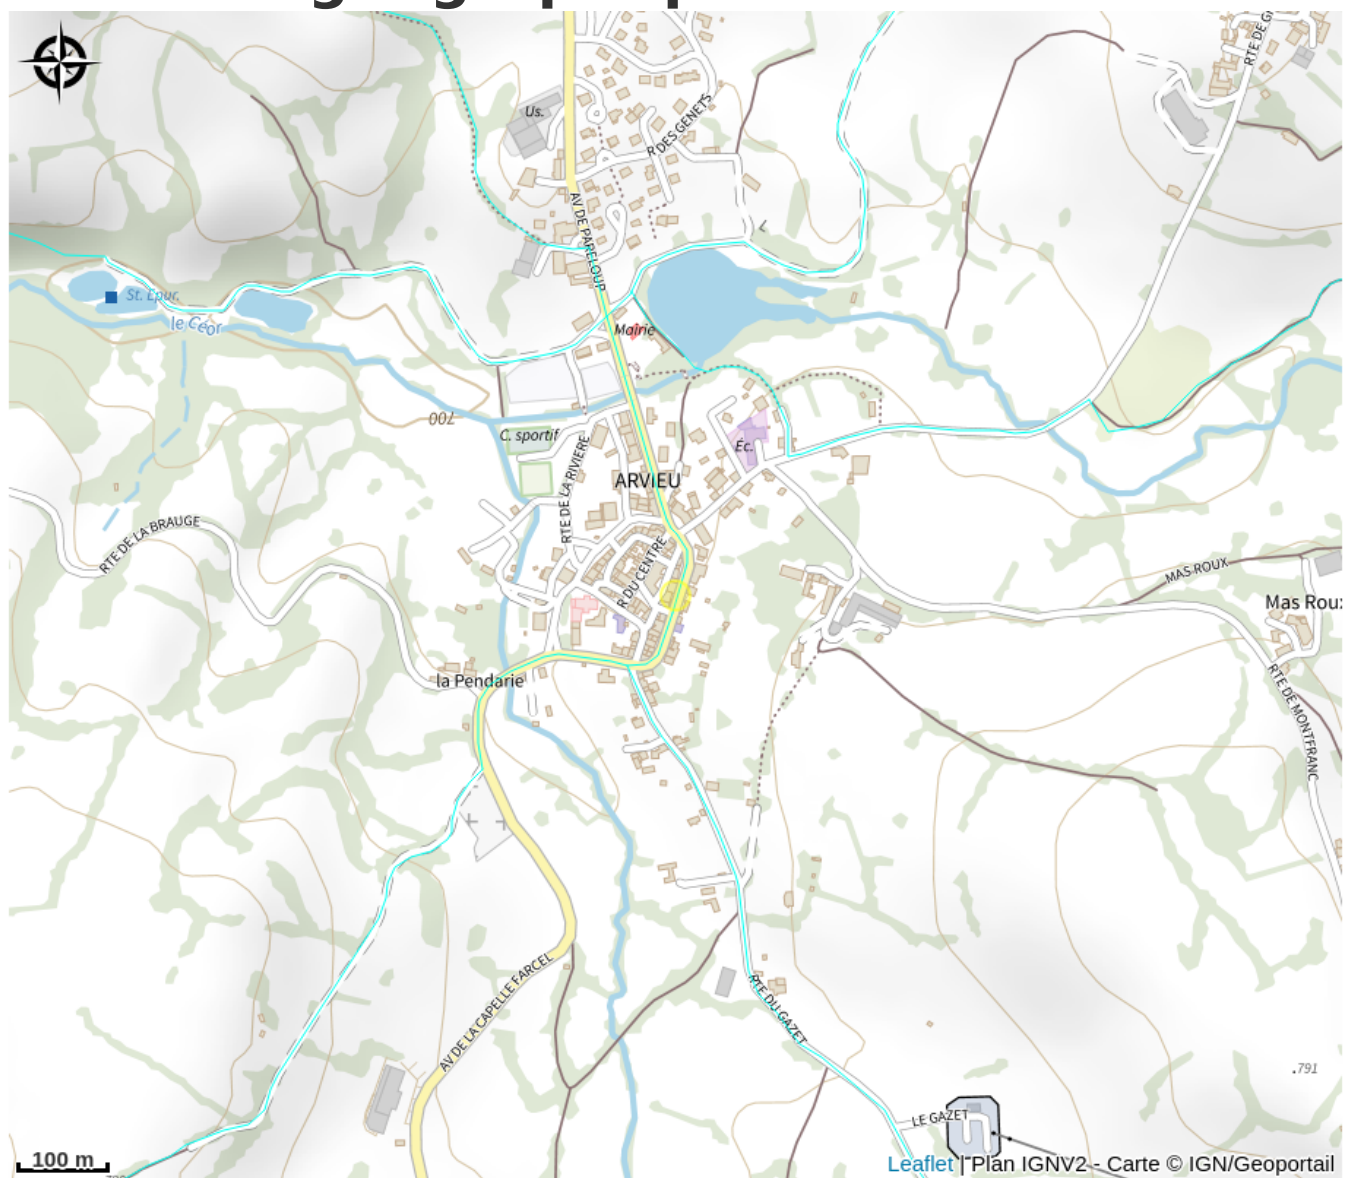 RTE DE G
Us.
R DES GENETS
AV DE PARELOUP
St. Epur.
le Céor
Mairie
700
C. sportif
Ec.
ARVIEU
RTE DE LA RIVIERE
RTE DE LA BRAUGE
R DU CENTRE
MAS ROUX
Mas Roux
la Pendarie
RTE DE MONTFRANC
AV DE LA CAPELLE FARCEL
RTE DU GAZET
.791
LE GAZET
100 m
Leaflet | Plan IGNV2 - Carte © IGN/Geoportail